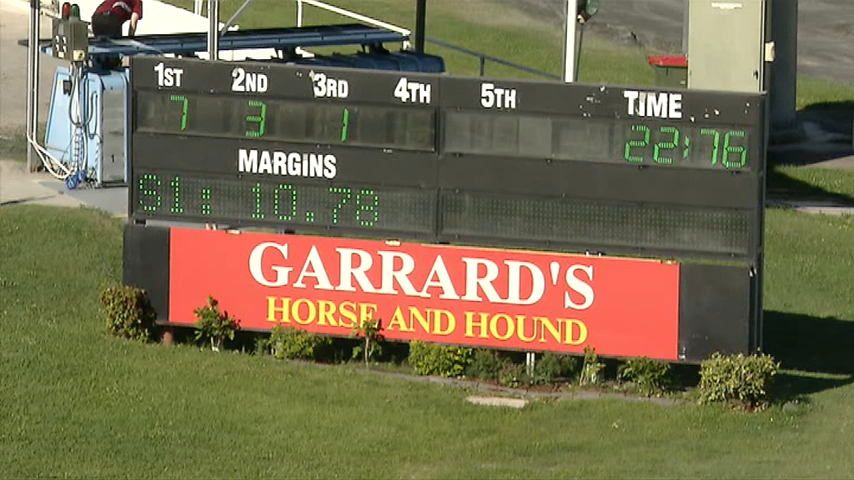 1ST 2ND 3RD 4TH 5TH TIME
7 3 1 22:76
MARGINS
S1: 10.78
GARRARD'S
HORSE AND HOUND